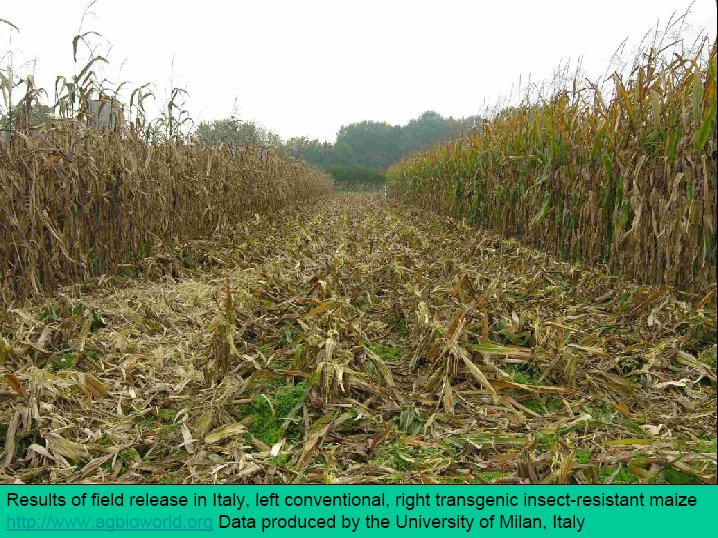 Results of field release in Italy, left conventional, right transgenic insect-resistant maize
http://www.agbioworld.org Data produced by the University of Milan, Italy